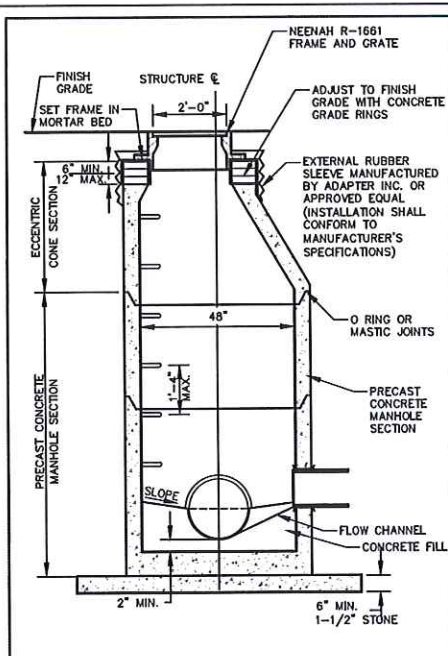 NEENAH R-1661
FRAME AND GRATE
FINISH
GRADE
STRUCTURE ℄
2'-0"
SET FRAME IN
MORTAR BED
ADJUST TO FINISH
GRADE WITH CONCRETE
GRADE RINGS
6" MIN.
12" MAX.
EXTERNAL RUBBER
SLEEVE MANUFACTURED
BY ADAPTER INC. OR
APPROVED EQUAL
(INSTALLATION SHALL
CONFORM TO
MANUFACTURER'S
SPECIFICATIONS)
ECCENTRIC
CONE SECTION
48"
O RING OR
MASTIC JOINTS
1'-4"
MAX.
PRECAST CONCRETE
MANHOLE SECTION
PRECAST
CONCRETE
MANHOLE
SECTION
SLOPE
FLOW CHANNEL
CONCRETE FILL
2" MIN.
6" MIN.
1-1/2" STONE